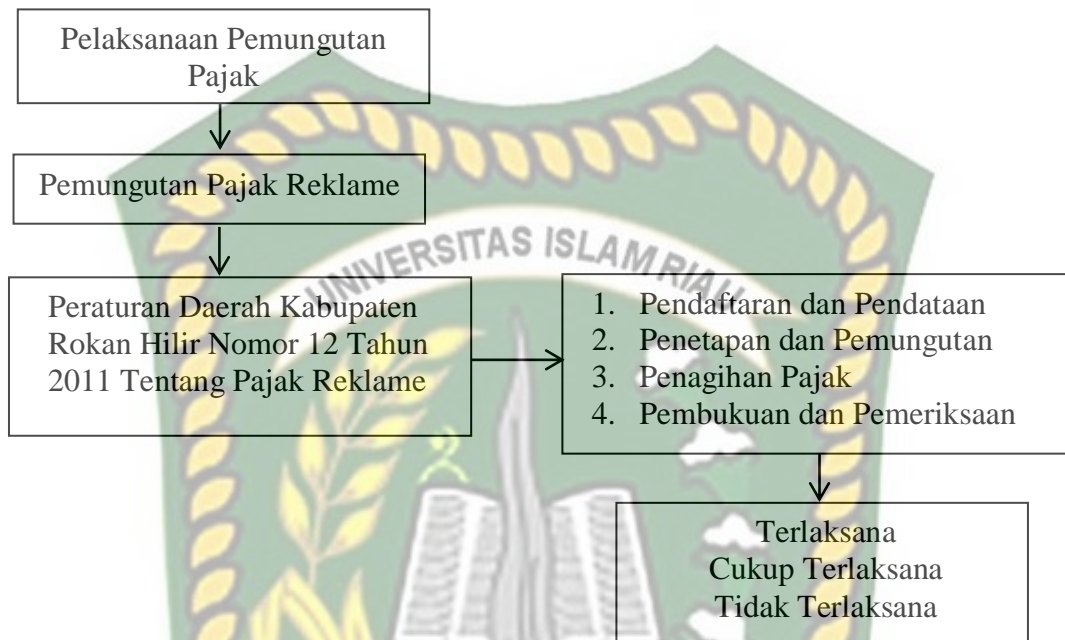 Pelaksanaan Pemungutan
Pajak
Pemungutan Pajak Reklame
UNIVERSITAS ISLAM RIAU
Peraturan Daerah Kabupaten
Rokan Hilir Nomor 12 Tahun
2011 Tentang Pajak Reklame
1. Pendaftaran dan Pendataan
2. Penetapan dan Pemungutan
3. Penagihan Pajak
4. Pembukuan dan Pemeriksaan
Terlaksana
Cukup Terlaksana
Tidak Terlaksana